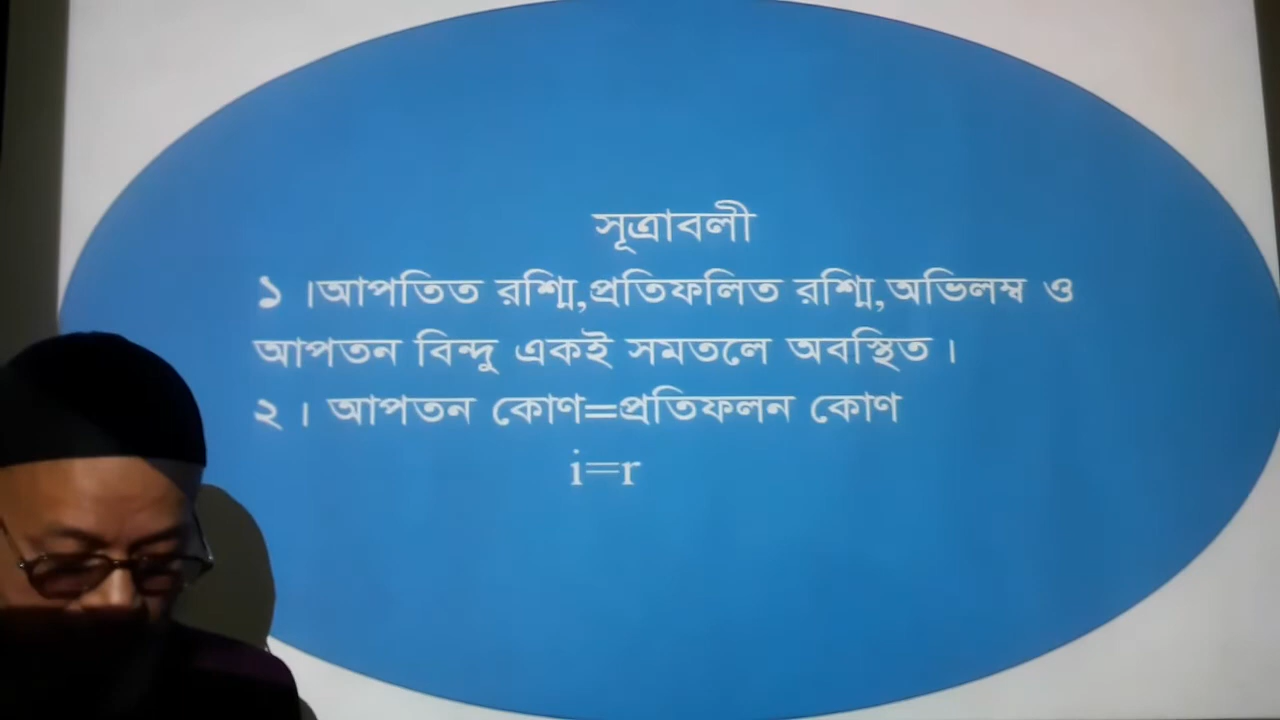 সূত্রাবলী
১ ।আপতিত রশ্মি,প্রতিফলিত রশ্মি,অভিলম্ব ও
আপতন বিন্দু একই সমতলে অবস্থিত ।
২ । আপতন কোণ=প্রতিফলন কোণ
i=r